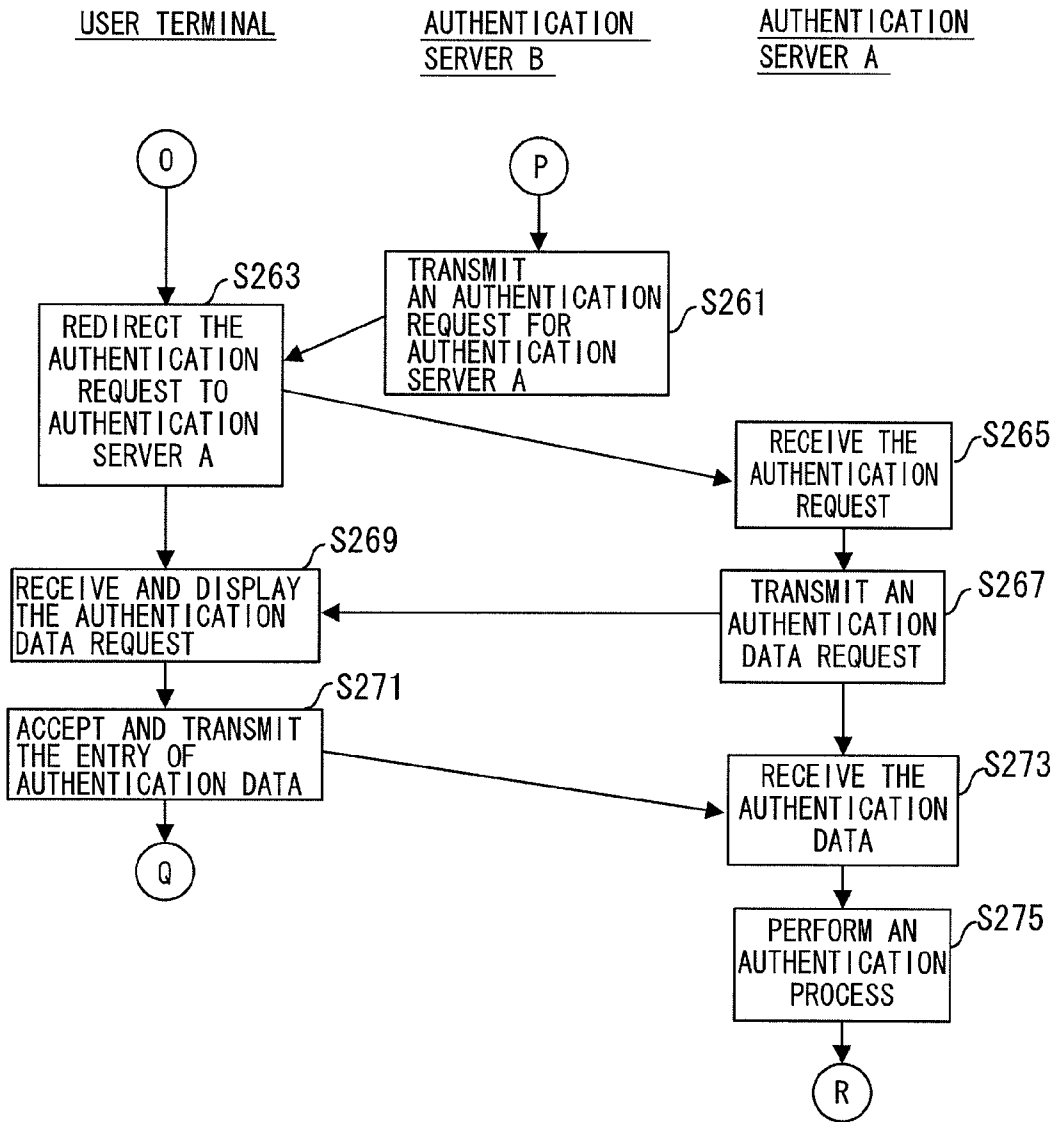 USER TERMINAL
AUTHENTICATION
SERVER B
AUTHENTICATION
SERVER A
O
P
S263
REDIRECT THE
AUTHENTICATION
REQUEST TO
AUTHENTICATION
SERVER A
TRANSMIT
AN AUTHENTICATION
REQUEST FOR
AUTHENTICATION
SERVER A
S261
RECEIVE THE
AUTHENTICATION
REQUEST
S265
S269
RECEIVE AND DISPLAY
THE AUTHENTICATION
DATA REQUEST
TRANSMIT AN
AUTHENTICATION
DATA REQUEST
S267
S271
ACCEPT AND TRANSMIT
THE ENTRY OF
AUTHENTICATION DATA
RECEIVE THE
AUTHENTICATION
DATA
S273
Q
PERFORM AN
AUTHENTICATION
PROCESS
S275
R